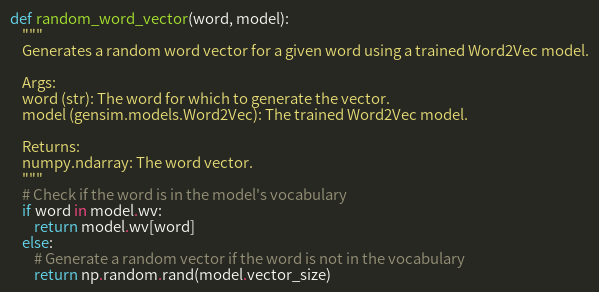 def random_word_vector(word, model):
"""
Generates a random word vector for a given word using a trained Word2Vec model.
Args:
word (str): The word for which to generate the vector.
model (gensim.models.Word2Vec): The trained Word2Vec model.
Returns:
numpy.ndarray: The word vector.
"""
# Check if the word is in the model's vocabulary
if word in model.wv:
return model.wv[word]
else:
# Generate a random vector if the word is not in the vocabulary
return np.random.rand(model.vector_size)